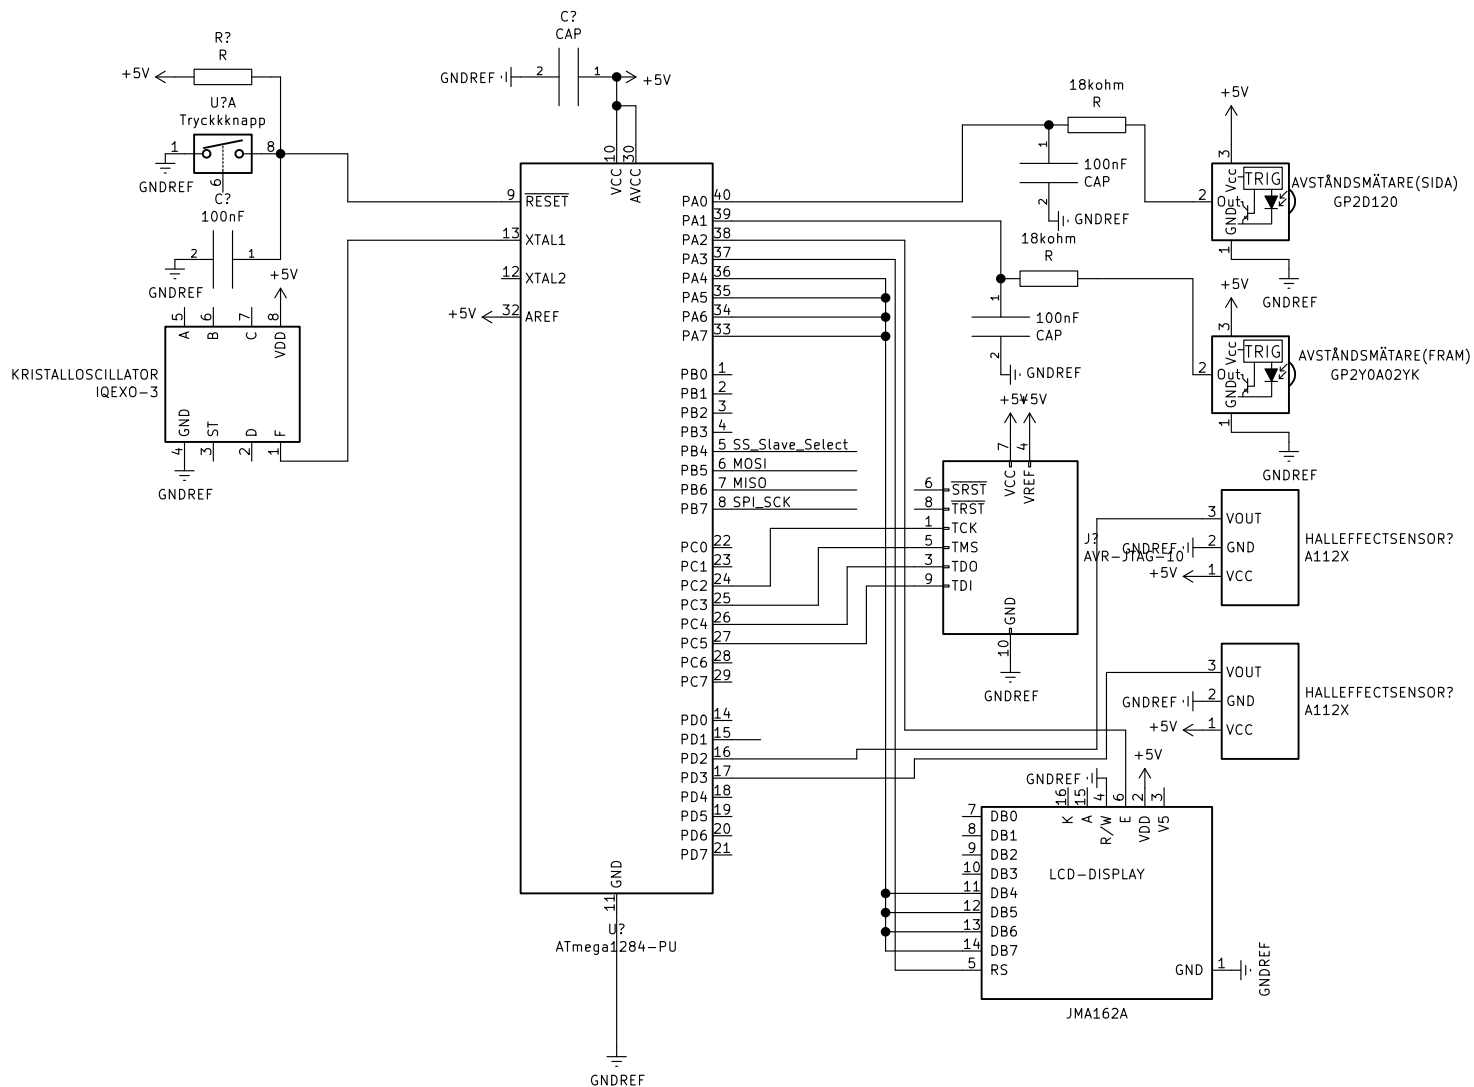 R?
R
+5V
U?A
Tryckkknapp
1
8
6
GNDREF
C?
100nF
2
1
GNDREF
+5V
5
6
7
8
A
B
C
VDD
KRISTALLOSCILLATOR
IQEXO-3
GND
ST
D
F
4
3
2
1
GNDREF
C?
CAP
GNDREF
2
1
+5V
10
30
VCC
AVCC
9
RESET
13
XTAL1
12
XTAL2
+5V
32
AREF
PA0
40
PA1
39
PA2
38
PA3
37
PA4
36
PA5
35
PA6
34
PA7
33
PB0
1
PB1
2
PB2
3
PB3
4
PB4
5
SS_Slave_Select
PB5
6
MOSI
PB6
7
MISO
PB7
8
SPI_SCK
PC0
22
PC1
23
PC2
24
PC3
25
PC4
26
PC5
27
PC6
28
PC7
29
PD0
14
PD1
15
PD2
16
PD3
17
PD4
18
PD5
19
PD6
20
PD7
21
GND
11
U?
ATmega1284-PU
GNDREF
18kohm
R
1
100nF
CAP
2
GNDREF
18kohm
R
1
100nF
CAP
2
GNDREF
+5V
3
Vcc
TRIG
2
Out
GND
1
AVSTÅNDSMÄTARE(SIDA)
GP2D120
GNDREF
+5V
3
Vcc
TRIG
2
Out
GND
1
AVSTÅNDSMÄTARE(FRAM)
GP2Y0A02YK
GNDREF
+5V
+5V
7
4
VCC
VREF
6
SRST
8
TRST
1
TCK
5
TMS
3
TDO
9
TDI
GND
10
J?
AVR-JTAG-10
GNDREF
3
VOUT
GNDREF
2
GND
+5V
1
VCC
HALLEFFECTSENSOR?
A112X
3
VOUT
GNDREF
2
GND
+5V
1
VCC
HALLEFFECTSENSOR?
A112X
+5V
GNDREF
16
15
4
6
2
3
K
A
R/W
E
VDD
V5
7
DB0
8
DB1
9
DB2
10
DB3
11
DB4
12
DB5
13
DB6
14
DB7
5
RS
LCD-DISPLAY
GND
1
GNDREF
JMA162A